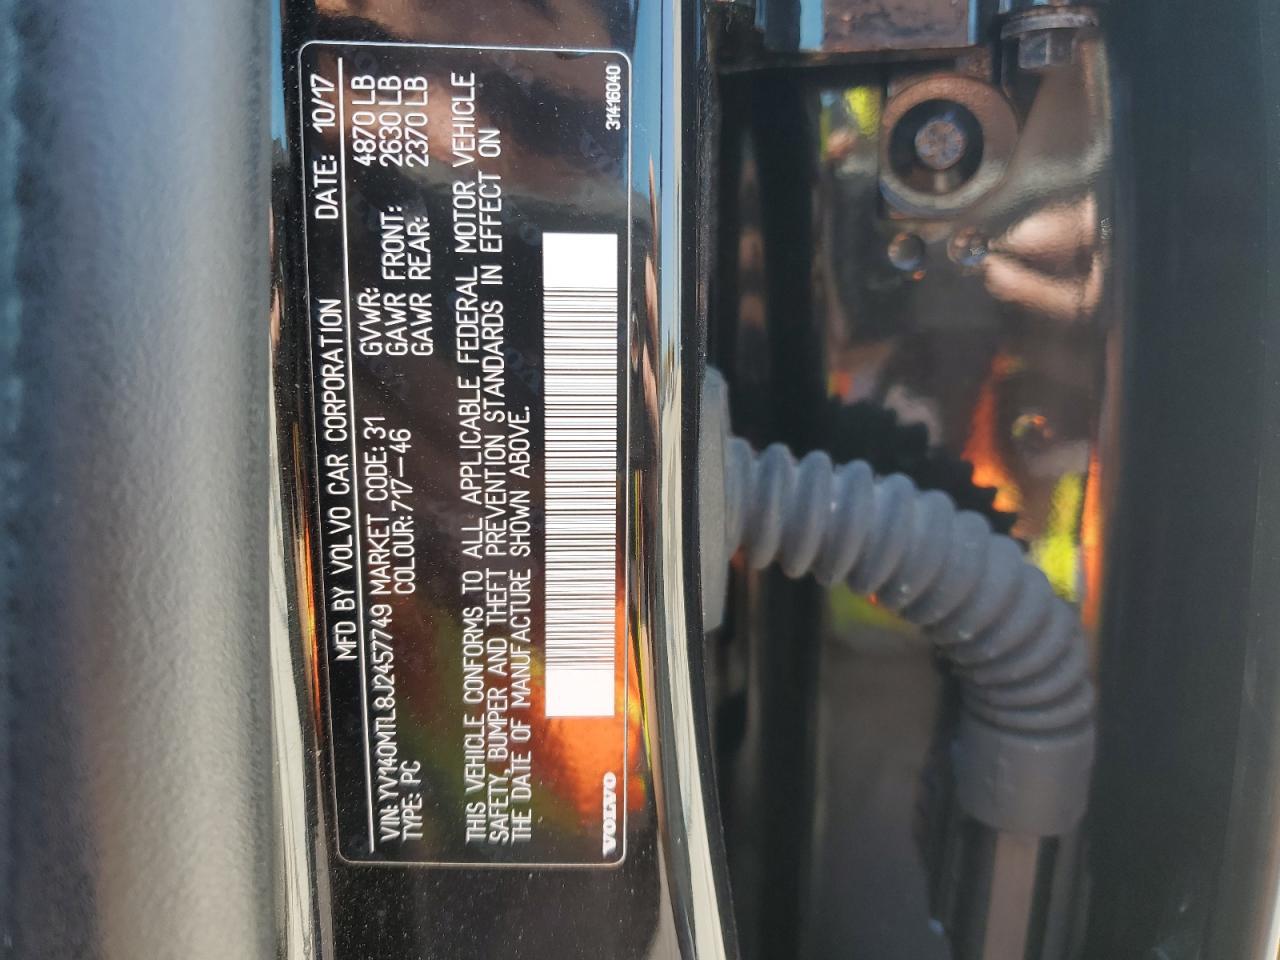 MFD BY VOLVO CAR CORPORATION DATE: 10/17
VIN: YV140MTL8J2457749 MARKET CODE: 31 GVWR: 4870 LB
TYPE: PC COLOUR: 717-46 GAWR FRONT: 2630 LB
GAWR REAR: 2370 LB
THIS VEHICLE CONFORMS TO ALL APPLICABLE FEDERAL MOTOR VEHICLE
SAFETY, BUMPER AND THEFT PREVENTION STANDARDS IN EFFECT ON
THE DATE OF MANUFACTURE SHOWN ABOVE.
VOLVO 31416040